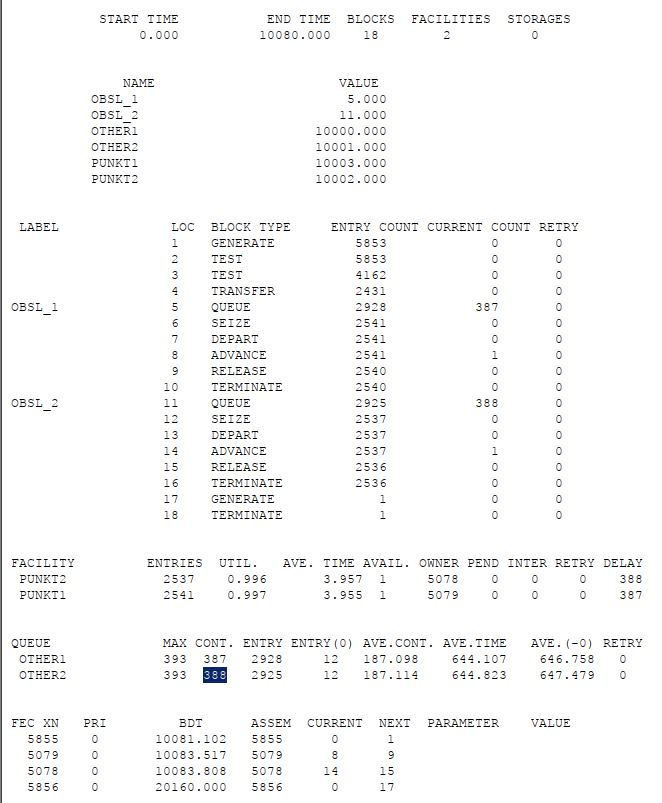 START TIME END TIME BLOCKS FACILITIES STORAGES
0.000 10080.000 18 2 0
NAME VALUE
OBSL_1 5.000
OBSL_2 11.000
OTHER1 10000.000
OTHER2 10001.000
PUNKT1 10003.000
PUNKT2 10002.000
LABEL LOC BLOCK TYPE ENTRY COUNT CURRENT COUNT RETRY
1 GENERATE 5853 0 0
2 TEST 5853 0 0
3 TEST 4162 0 0
4 TRANSFER 2431 0 0
OBSL_1 5 QUEUE 2928 387 0
6 SEIZE 2541 0 0
7 DEPART 2541 0 0
8 ADVANCE 2541 1 0
9 RELEASE 2540 0 0
10 TERMINATE 2540 0 0
OBSL_2 11 QUEUE 2925 388 0
12 SEIZE 2537 0 0
13 DEPART 2537 0 0
14 ADVANCE 2537 1 0
15 RELEASE 2536 0 0
16 TERMINATE 2536 0 0
17 GENERATE 1 0 0
18 TERMINATE 1 0 0
FACILITY ENTRIES UTIL. AVE. TIME AVAIL. OWNER PEND INTER RETRY DELAY
PUNKT2 2537 0.996 3.957 1 5078 0 0 0 388
PUNKT1 2541 0.997 3.955 1 5079 0 0 0 387
QUEUE MAX CONT. ENTRY ENTRY(0) AVE.CONT. AVE.TIME AVE.(-0) RETRY
OTHER1 393 387 2928 12 187.098 644.107 646.758 0
OTHER2 393 388 2925 12 187.114 644.823 647.479 0
FEC XN PRI BDT ASSEM CURRENT NEXT PARAMETER VALUE
5855 0 10081.102 5855 0 1
5079 0 10083.517 5079 8 9
5078 0 10083.808 5078 14 15
5856 0 20160.000 5856 0 17